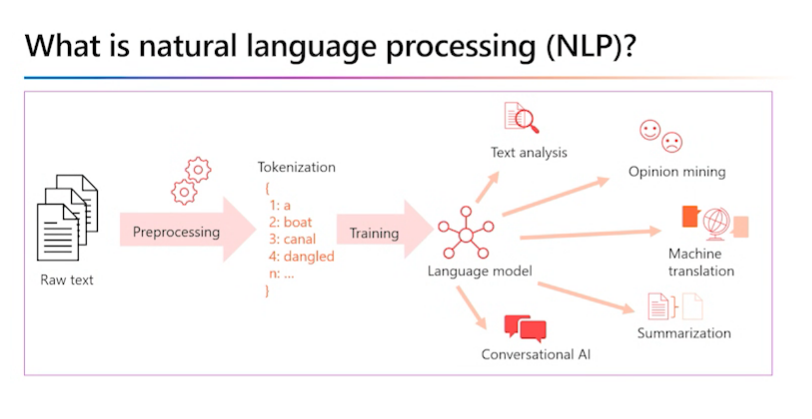 What is natural language processing (NLP)?
Raw text
Preprocessing
Tokenization
{
1: a
2: boat
3: canal
4: dangled
n: ...
}
Training
Language model
Text analysis
Opinion mining
Machine
translation
Summarization
Conversational AI